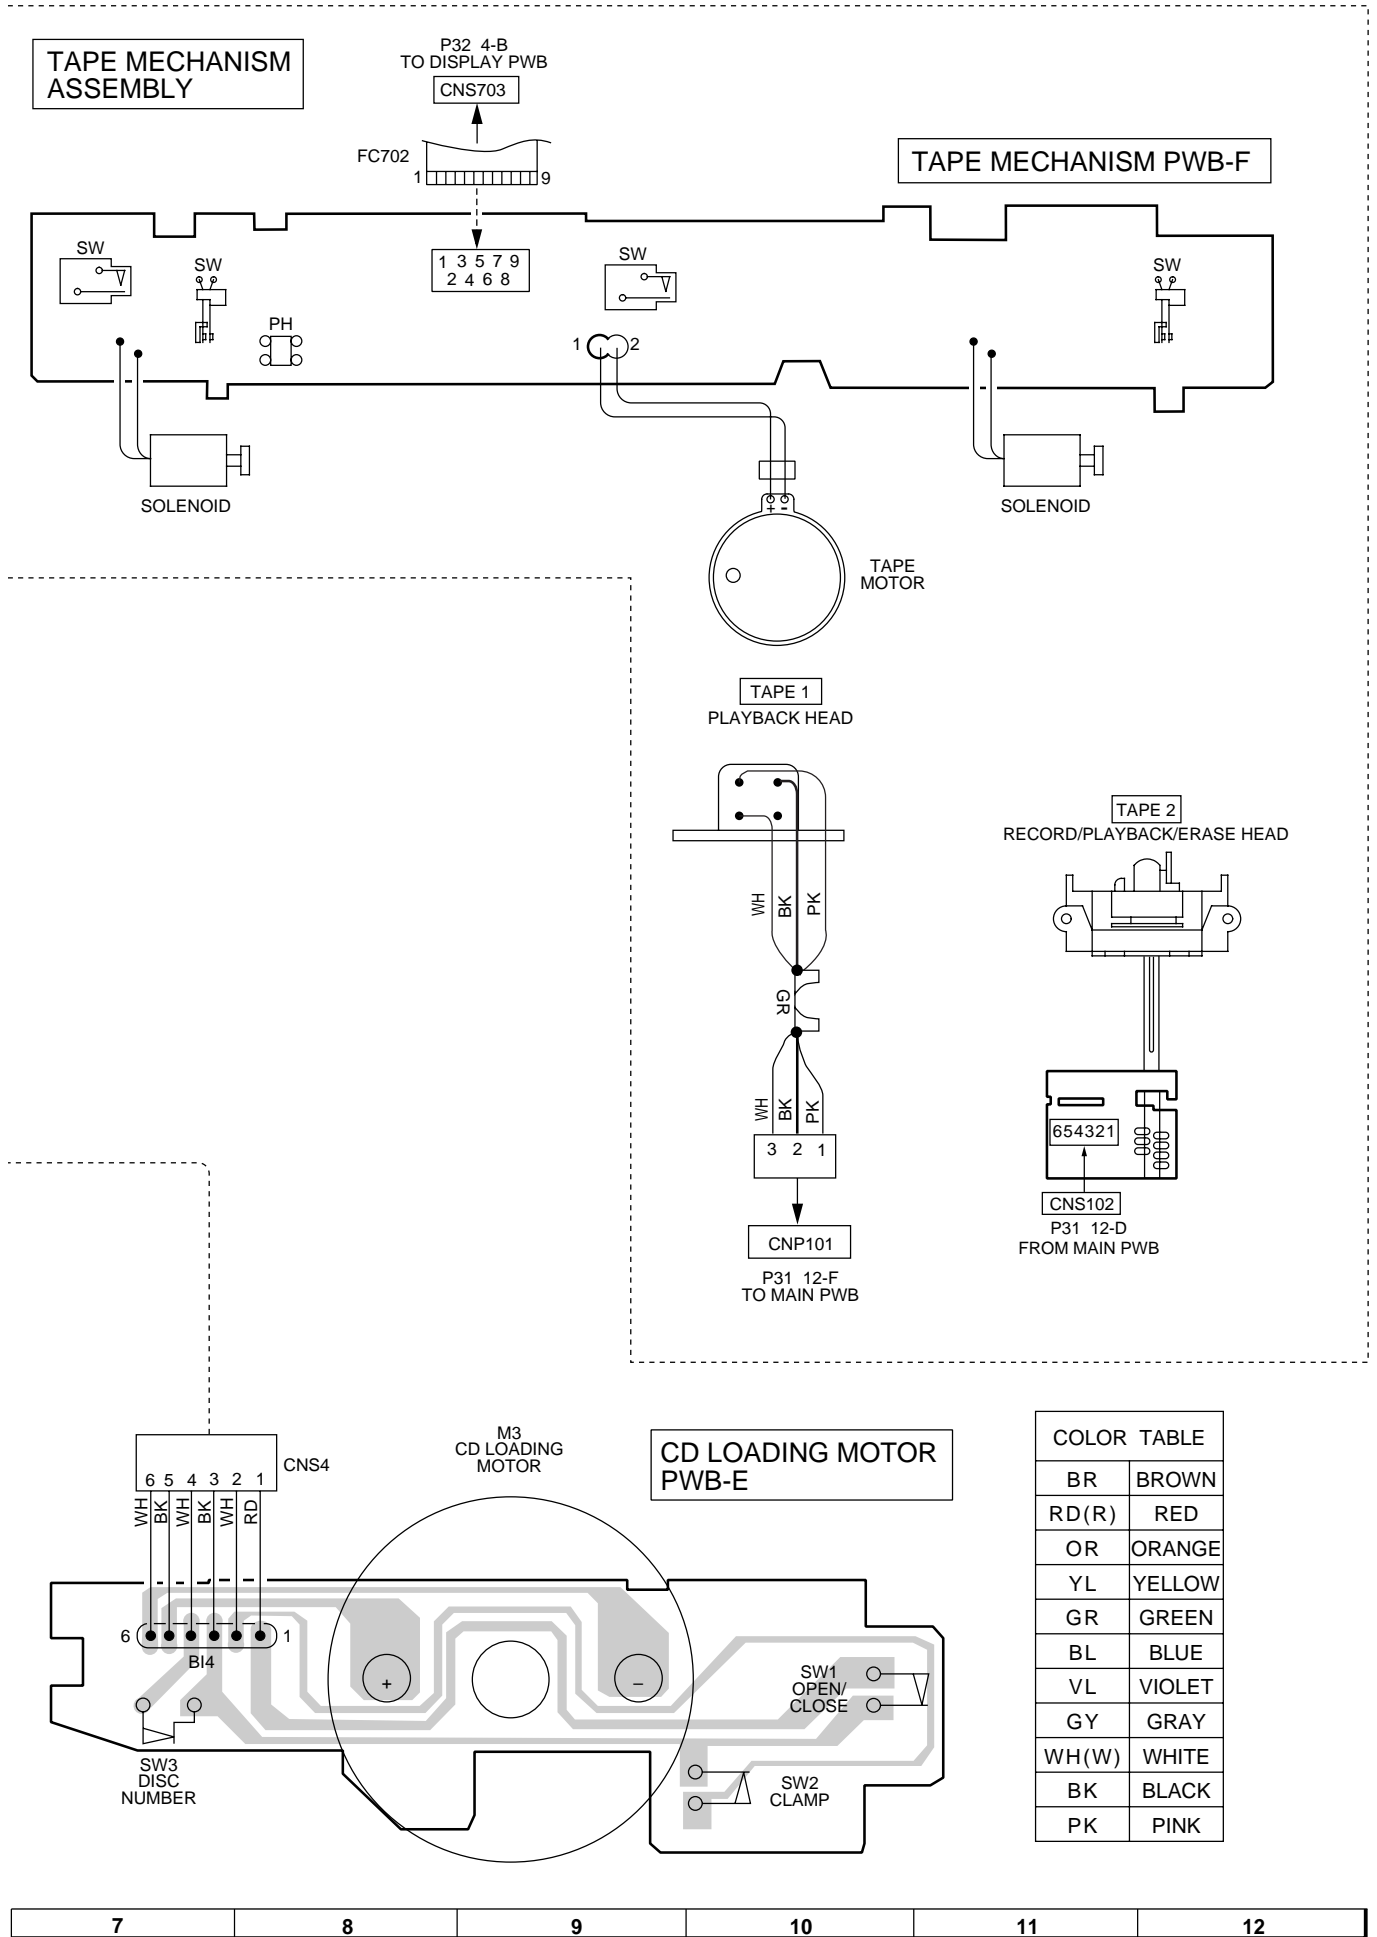 TAPE MECHANISM
ASSEMBLY
P32 4-B
TO DISPLAY PWB
CNS703
FC702
1
9
TAPE MECHANISM PWB-F
SW
SW
PH
1 3 5 7 9
2 4 6 8
SW
SW
1
2
SOLENOID
SOLENOID
+ -
TAPE
MOTOR
TAPE 1
PLAYBACK HEAD
WH
BK
PK
GR
WH
BK
PK
3 2 1
CNP101
P31 12-F
TO MAIN PWB
TAPE 2
RECORD/PLAYBACK/ERASE HEAD
654321
CNS102
P31 12-D
FROM MAIN PWB
CNS4
6 5 4 3 2 1
WH
BK
WH
BK
WH
RD
6
1
BI4
SW3
DISC
NUMBER
M3
CD LOADING
MOTOR
+
–
CD LOADING MOTOR
PWB-E
SW1
OPEN/
CLOSE
SW2
CLAMP
COLOR TABLE
BR BROWN
RD(R) RED
OR ORANGE
YL YELLOW
GR GREEN
BL BLUE
VL VIOLET
GY GRAY
WH(W) WHITE
BK BLACK
PK PINK
7 8 9 10 11 12